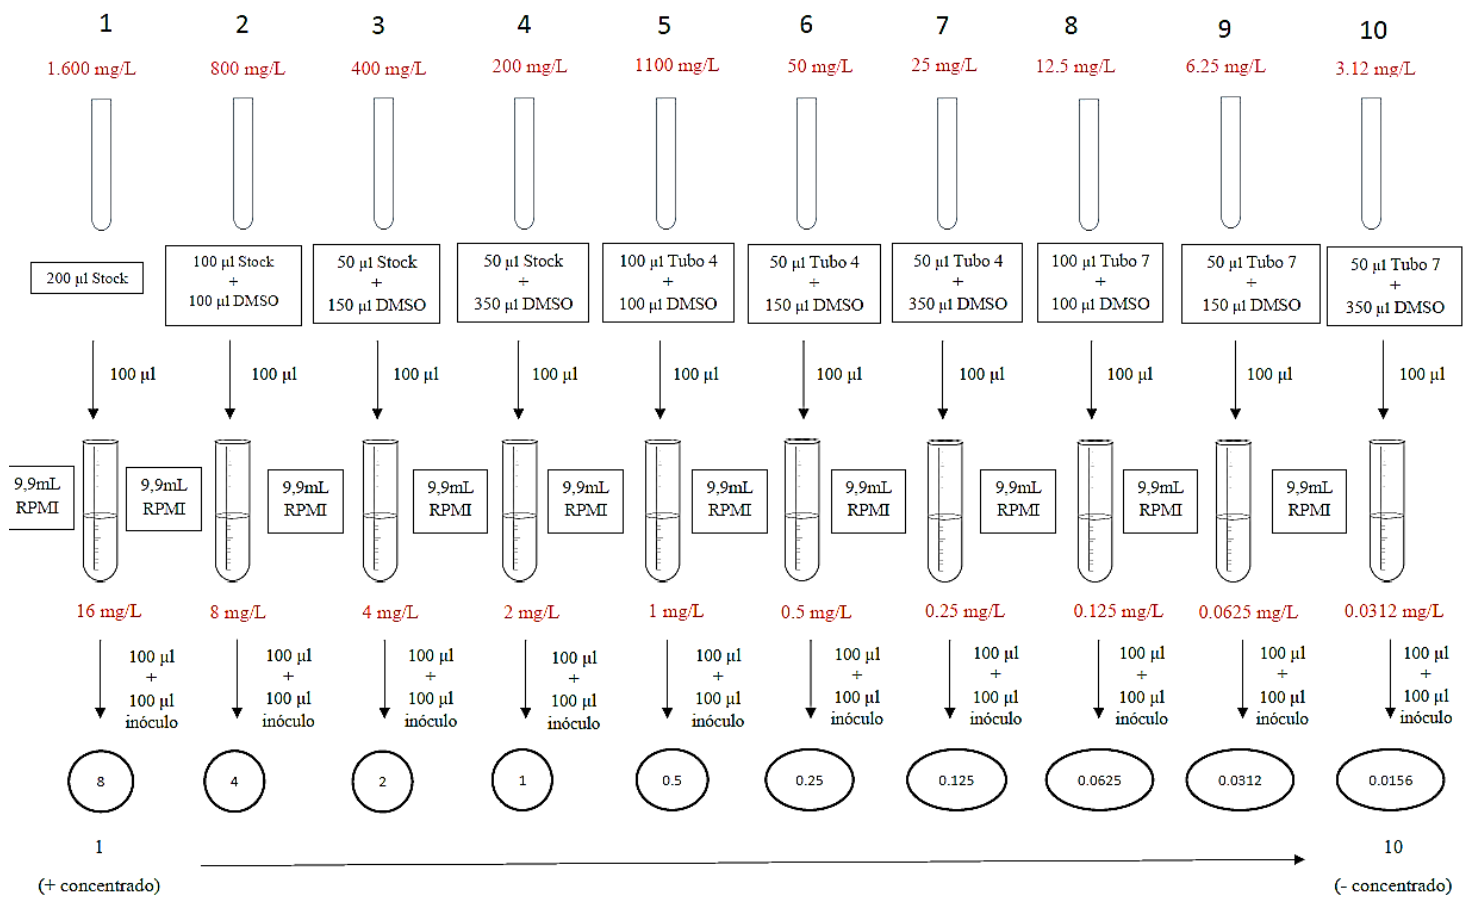 1 2 3 4 5 6 7 8 9 10
1.600 mg/L 800 mg/L 400 mg/L 200 mg/L 1100 mg/L 50 mg/L 25 mg/L 12.5 mg/L 6.25 mg/L 3.12 mg/L
200 µl Stock
100 µl Stock
+
100 µl DMSO
50 µl Stock
+
150 µl DMSO
50 µl Stock
+
350 µl DMSO
100 µl Tubo 4
+
100 µl DMSO
50 µl Tubo 4
+
150 µl DMSO
50 µl Tubo 4
+
350 µl DMSO
100 µl Tubo 7
+
100 µl DMSO
50 µl Tubo 7
+
150 µl DMSO
50 µl Tubo 7
+
350 µl DMSO
100 µl 100 µl 100 µl 100 µl 100 µl 100 µl 100 µl 100 µl 100 µl 100 µl
9,9mL
RPMI
9,9mL
RPMI
9,9mL
RPMI
9,9mL
RPMI
9,9mL
RPMI
9,9mL
RPMI
9,9mL
RPMI
9,9mL
RPMI
9,9mL
RPMI
9,9mL
RPMI
16 mg/L 8 mg/L 4 mg/L 2 mg/L 1 mg/L 0.5 mg/L 0.25 mg/L 0.125 mg/L 0.0625 mg/L 0.0312 mg/L
100 µl
+
100 µl
inóculo
100 µl
+
100 µl
inóculo
100 µl
+
100 µl
inóculo
100 µl
+
100 µl
inóculo
100 µl
+
100 µl
inóculo
100 µl
+
100 µl
inóculo
100 µl
+
100 µl
inóculo
100 µl
+
100 µl
inóculo
100 µl
+
100 µl
inóculo
100 µl
+
100 µl
inóculo
8 4 2 1 0.5 0.25 0.125 0.0625 0.0312 0.0156
1 10
(+ concentrado) (- concentrado)